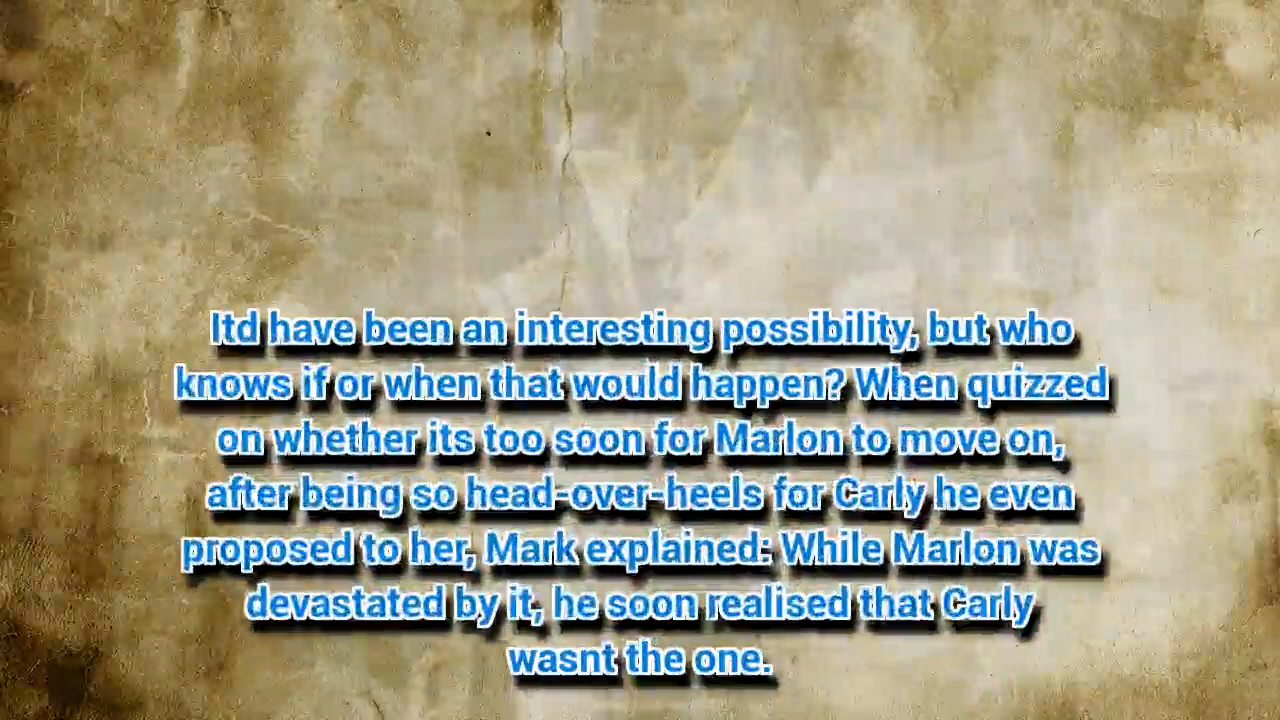 Itd have been an interesting possibility, but who
knows if or when that would happen? When quizzed
on whether its too soon for Marlon to move on,
after being so head-over-heels for Carly he even
proposed to her, Mark explained: While Marlon was
devastated by it, he soon realised that Carly
wasnt the one.